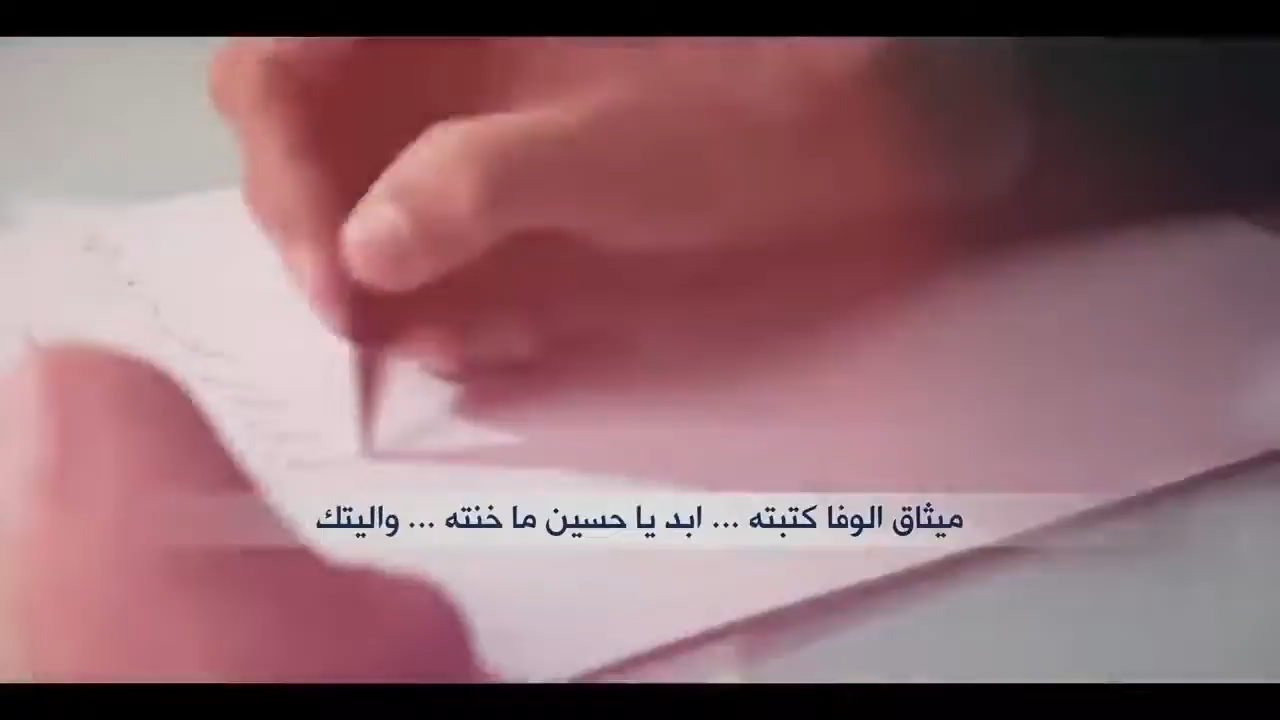 ميثاق الوفا كتبته ... ابد يا حسين ما خنته ... واليتك